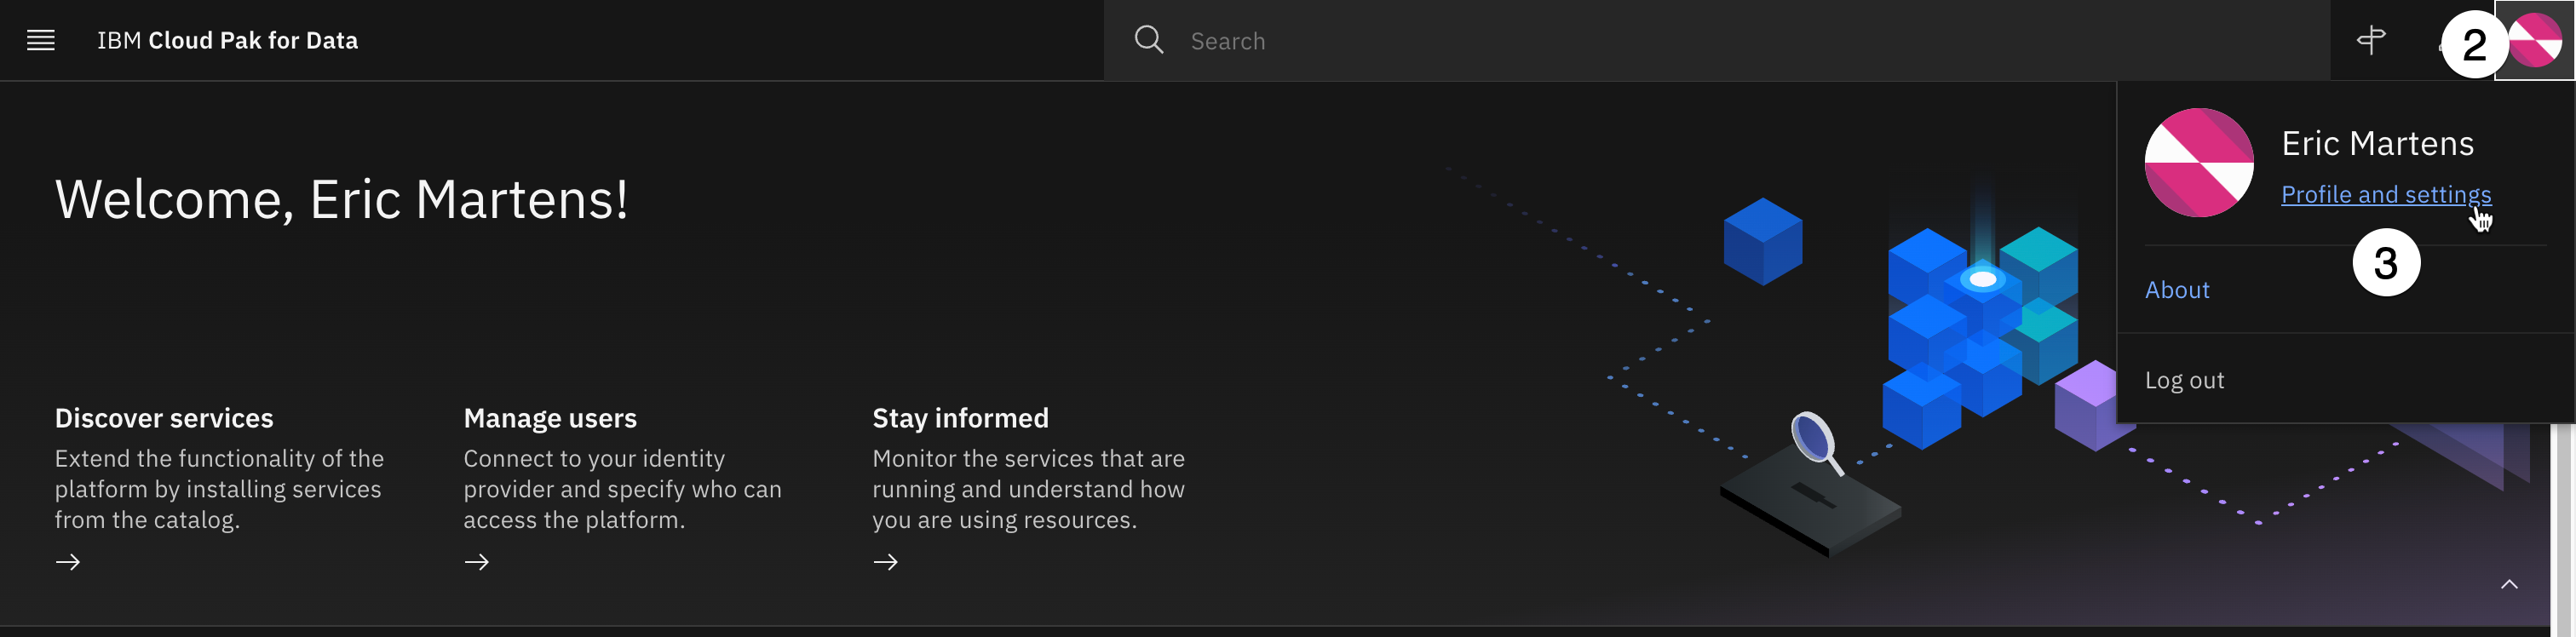 IBM Cloud Pak for Data
Search
2
Eric Martens
Profile and settings
3
About
Log out
Welcome, Eric Martens!
Discover services
Extend the functionality of the
platform by installing services
from the catalog.
Manage users
Connect to your identity
provider and specify who can
access the platform.
Stay informed
Monitor the services that are
running and understand how
you are using resources.